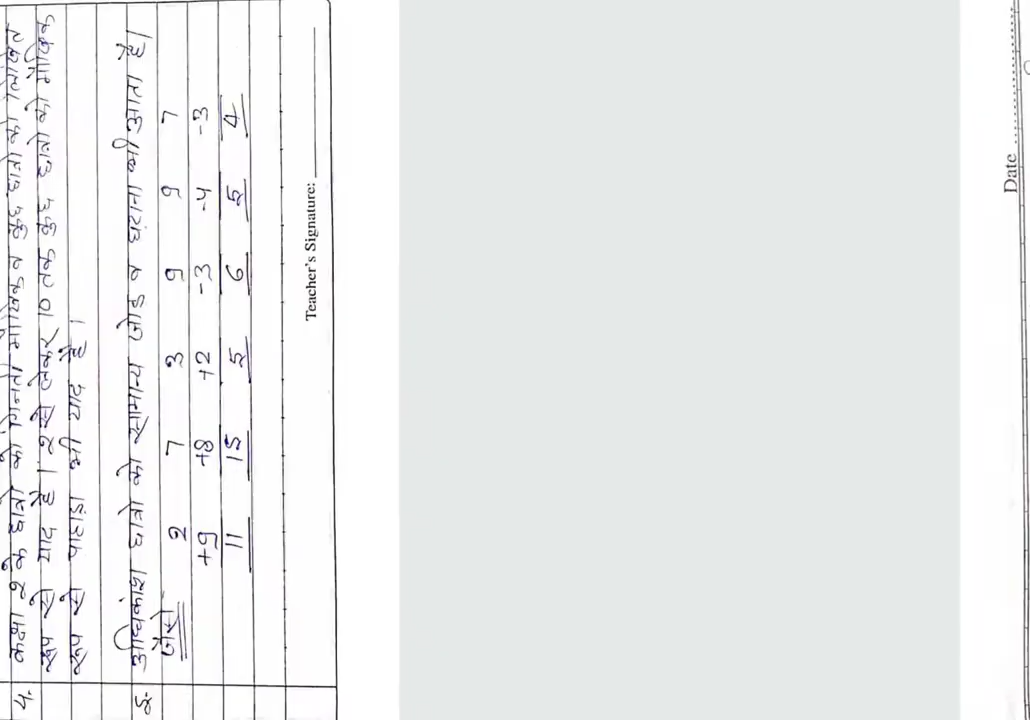 4. कक्षा 2 के छात्रो को गिनती मौखिक व कुछ छात्रो को लिखित
रूप से याद हैं। 2 से लेकर 10 तक कुछ छात्रो को मौखिक
रूप से पाहाड़ा भी याद है।
5. अधिकांश छात्रो को सामान्य जोड व घटाना भी आता है।
जैसे 2 7 3 9 9 7
+9 +8 +2 -3 -4 -3
11 15 5 6 5 4
Teacher's Signature:
Date